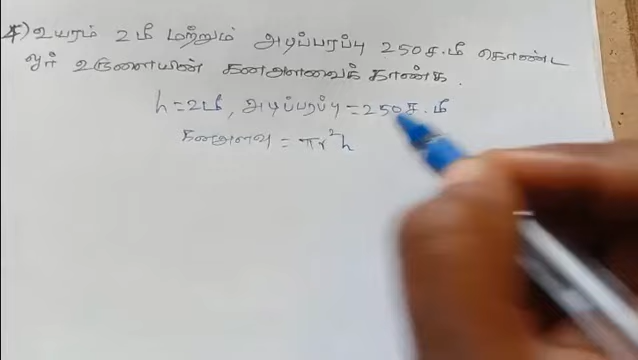 4) உயரம் 2 மீ மற்றும் அடிப்பரப்பு 250 ச.மீ கொண்ட
ஓர் உருளையின் கனஅளவைக் காண்க.
h = 2மீ, அடிப்பரப்பு = 250 ச.மீ
கனஅளவு = πr²h